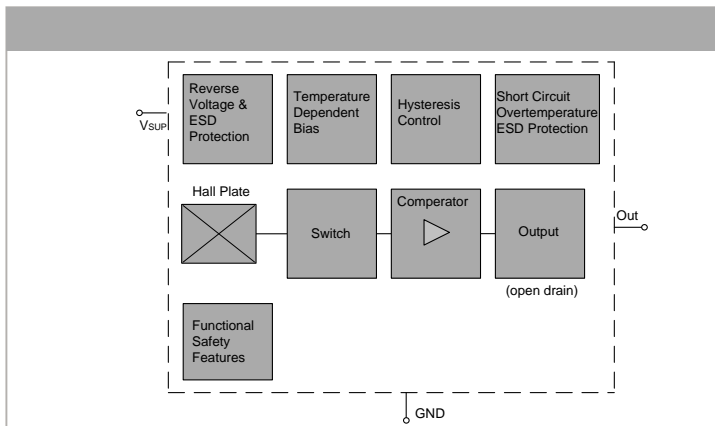 Reverse
Voltage &
ESD
Protection
Temperature
Dependent
Bias
Hysteresis
Control
Short Circuit
Overtemperature
ESD Protection
VSUP
Hall Plate
Switch
Comperator
Output
(open drain)
Out
Functional
Safety
Features
GND